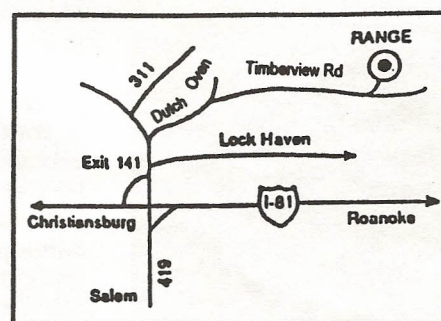 RANGE
311
Dutch Oven
Timberview Rd
Lock Haven
Exit 141
I-81
Christiansburg
Roanoke
Salem
419